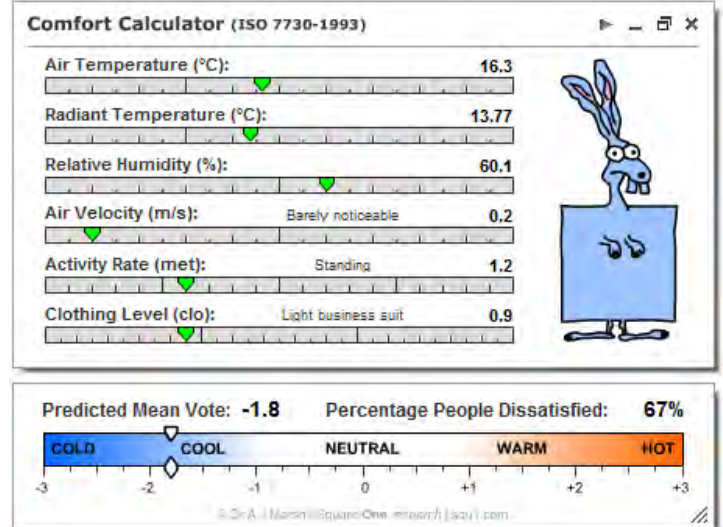 Comfort Calculator (ISO 7730-1993)
Air Temperature (°C): 16.3
Radiant Temperature (°C): 13.77
Relative Humidity (%): 60.1
Air Velocity (m/s): Barely noticeable 0.2
Activity Rate (met): Standing 1.2
Clothing Level (clo): Light business suit 0.9
Predicted Mean Vote: -1.8 Percentage People Dissatisfied: 67%
COLD COOL NEUTRAL WARM HOT
-3 -2 -1 0 +1 +2 +3